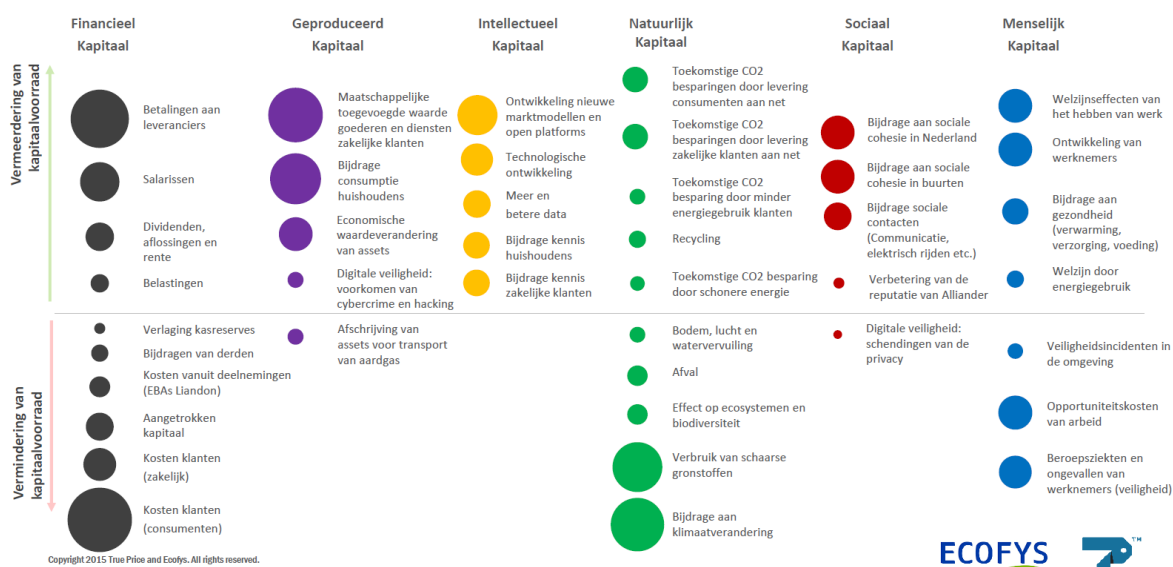 Financieel
Kapitaal
Geproduceerd
Kapitaal
Intellectueel
Kapitaal
Natuurlijk
Kapitaal
Sociaal
Kapitaal
Menselijk
Kapitaal
Vermeerdering van
kapitaalvoorraad
Betalingen aan
leveranciers
Salarissen
Dividenden,
aflossingen en
rente
Belastingen
Maatschappelijke
toegevoegde waarde
goederen en diensten
zakelijke klanten
Bijdrage
consumptie
huishoudens
Economische
waardeverandering
van assets
Digitale veiligheid:
voorkomen van
cybercrime en hacking
Ontwikkeling nieuwe
marktmodellen en
open platforms
Technologische
ontwikkeling
Meer en
betere data
Bijdrage kennis
huishoudens
Bijdrage kennis
zakelijke klanten
Toekomstige CO2
besparingen door levering
consumenten aan net
Toekomstige CO2
besparingen door levering
zakelijke klanten aan net
Toekomstige CO2
besparing door minder
energiegebruik klanten
Recycling
Toekomstige CO2 besparing
door schonere energie
Bijdrage aan sociale
cohesie in Nederland
Bijdrage aan sociale
cohesie in buurten
Bijdrage sociale
contacten
(Communicatie,
elektrisch rijden etc.)
Verbetering van de
reputatie van Alliander
Welzijnseffecten van
het hebben van werk
Ontwikkeling van
werknemers
Bijdrage aan
gezondheid
(verwarming,
verzorging, voeding)
Welzijn door
energiegebruik
Vermindering van
kapitaalvoorraad
Verlaging kasreserves
Bijdragen van derden
Kosten vanuit deelnemingen
(EBAs Liandon)
Aangetrokken
kapitaal
Kosten klanten
(zakelijk)
Kosten klanten
(consumenten)
Afschrijving van
assets voor transport
van aardgas
Bodem, lucht en
watervervuiling
Afval
Effect op ecosystemen en
biodiversiteit
Verbruik van schaarse
gronstoffen
Bijdrage aan
klimaatverandering
Digitale veiligheid:
schendingen van de
privacy
Veiligheidsincidenten in
de omgeving
Opportuniteitskosten
van arbeid
Beroepsziekten en
ongevallen van
werknemers (veiligheid)
Copyright 2015 True Price and Ecofys. All rights reserved.
ECOFYS
TM